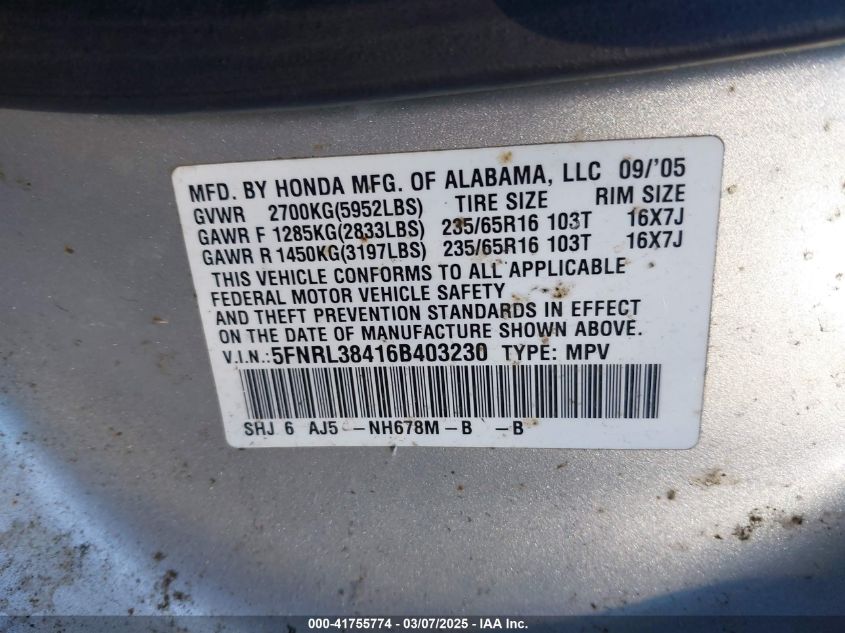 MFD. BY HONDA MFG. OF ALABAMA, LLC 09/'05
GVWR 2700KG(5952LBS) TIRE SIZE RIM SIZE
GAWR F 1285KG(2833LBS) 235/65R16 103T 16X7J
GAWR R 1450KG(3197LBS) 235/65R16 103T 16X7J
THIS VEHICLE CONFORMS TO ALL APPLICABLE
FEDERAL MOTOR VEHICLE SAFETY
AND THEFT PREVENTION STANDARDS IN EFFECT
ON THE DATE OF MANUFACTURE SHOWN ABOVE.
V.I.N.:5FNRL38416B403230 TYPE: MPV
SHJ 6 AJ5 -NH678M-B -B
000-41755774 - 03/07/2025 - IAA Inc.